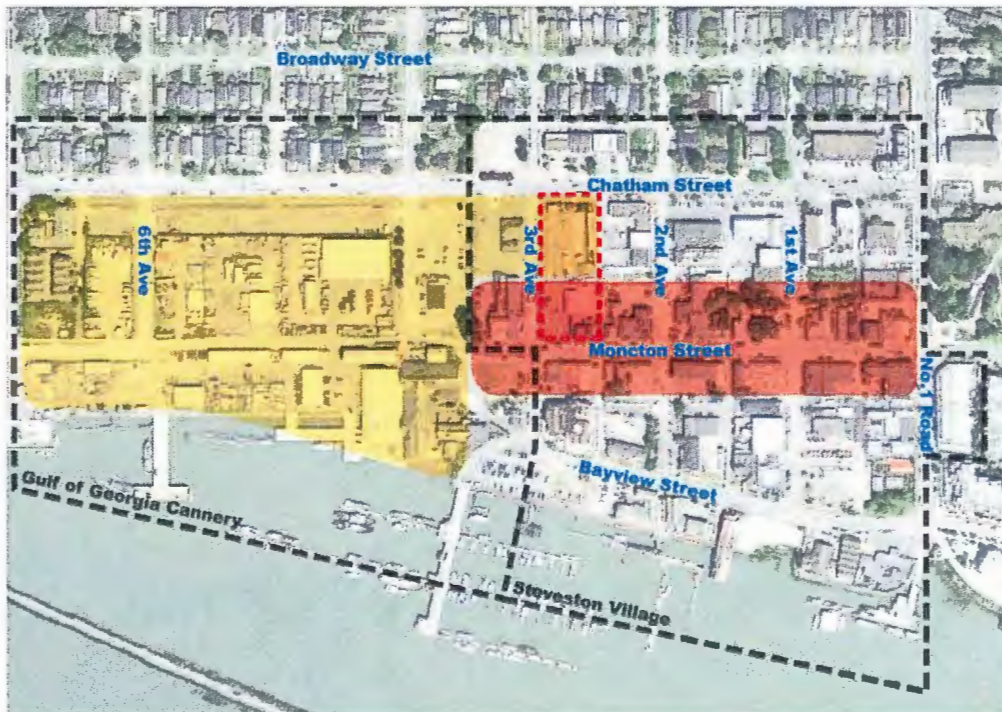 Broadway Street
Chatham Street
6th Ave
3rd Ave
2nd Ave
1st Ave
Moncton Street
No.1 Road
Bayview Street
Gulf of Georgia Cannery
Steveston Village